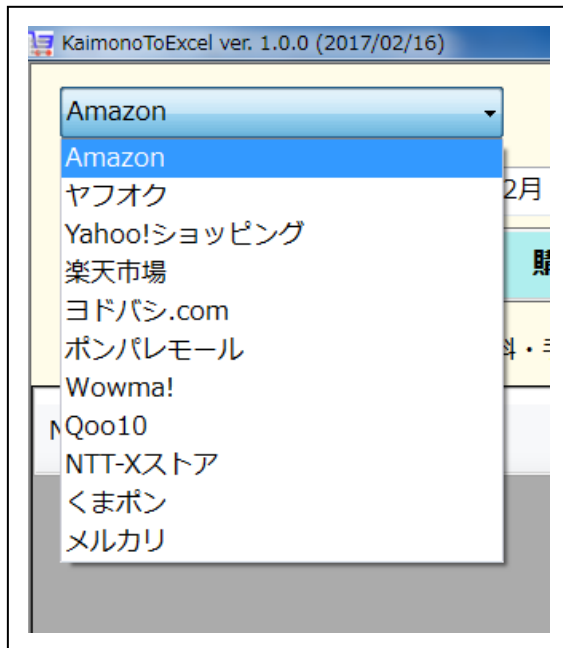 KaimonoToExcel ver. 1.0.0 (2017/02/16)
Amazon
Amazon
ヤフオク
2月
Yahoo!ショッピング
楽天市場
ヨドバシ.com
ポンパレモール
料・手
Wowma!
Qoo10
NTT-Xストア
くまポン
メルカリ